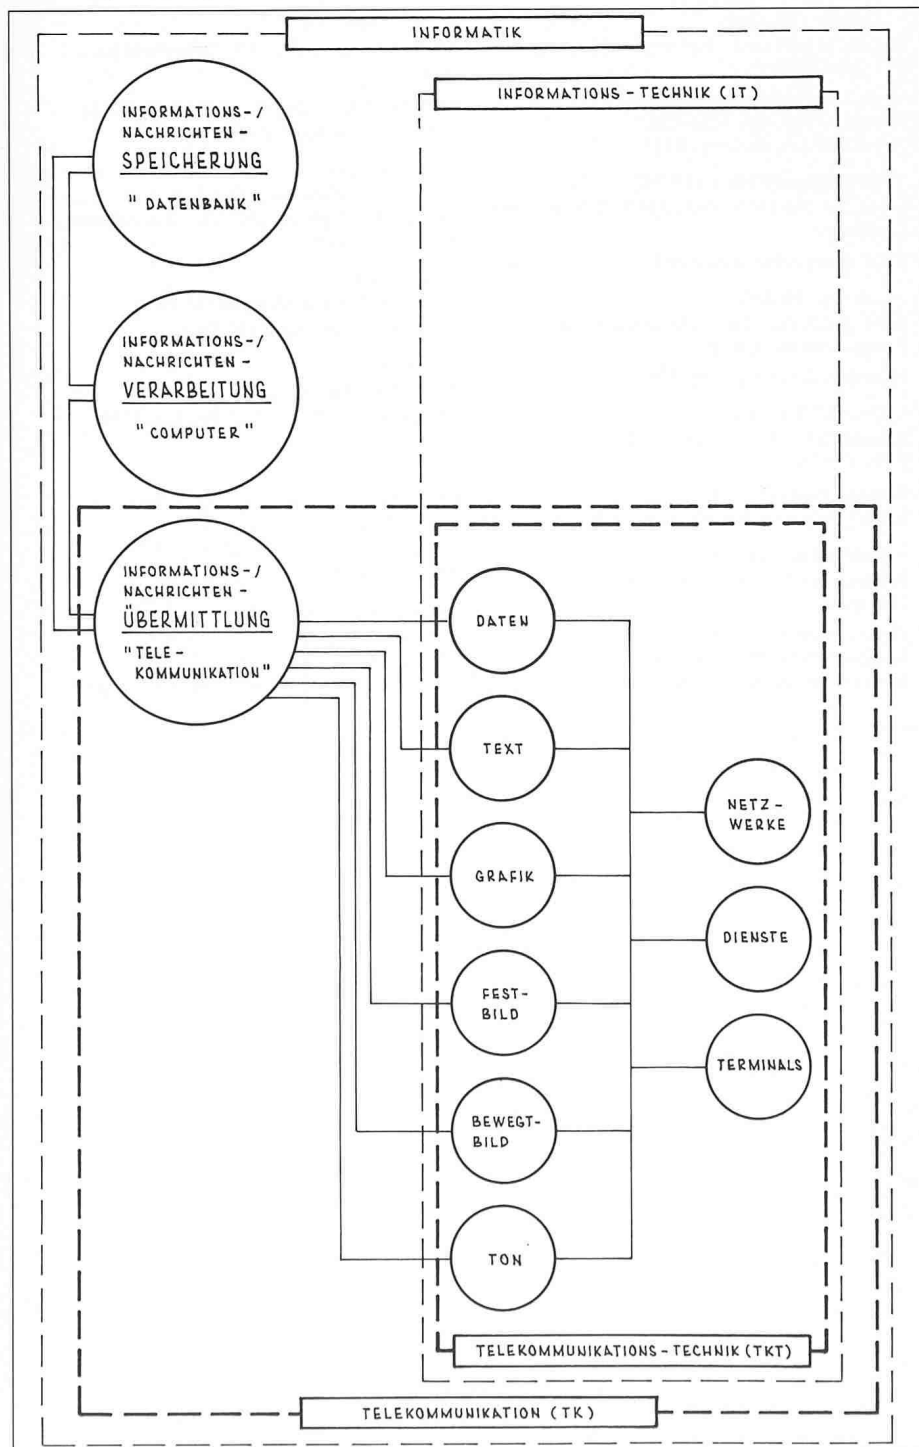 INFORMATIK
INFORMATIONS-TECHNIK (IT)
INFORMATIONS-/
NACHRICHTEN-
SPEICHERUNG
"DATENBANK"
INFORMATIONS-/
NACHRICHTEN-
VERARBEITUNG
"COMPUTER"
INFORMATIONS-/
NACHRICHTEN-
ÜBERMITTLUNG
"TELE-
KOMMUNIKATION"
DATEN
TEXT
GRAFIK
FEST-
BILD
BEWEGT-
BILD
TON
NETZ-
WERKE
DIENSTE
TERMINALS
TELEKOMMUNIKATIONS-TECHNIK (TKT)
TELEKOMMUNIKATION (TK)